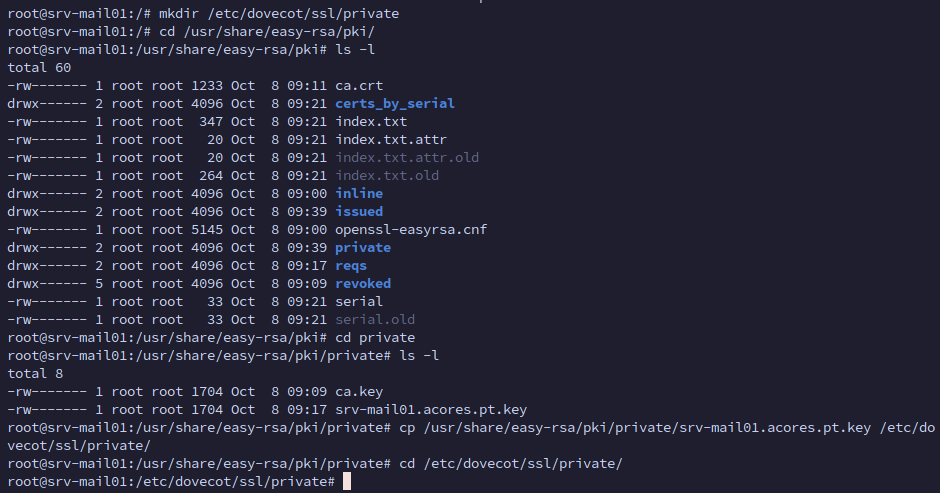 root@srv-mail01:/# mkdir /etc/dovecot/ssl/private
root@srv-mail01:/# cd /usr/share/easy-rsa/pki/
root@srv-mail01:/usr/share/easy-rsa/pki# ls -l
total 60
-rw------- 1 root root 1233 Oct  8 09:11 ca.crt
drwx------ 2 root root 4096 Oct  8 09:21 certs_by_serial
-rw------- 1 root root  347 Oct  8 09:21 index.txt
-rw------- 1 root root   20 Oct  8 09:21 index.txt.attr
-rw------- 1 root root   20 Oct  8 09:21 index.txt.attr.old
-rw------- 1 root root  264 Oct  8 09:21 index.txt.old
drwx------ 2 root root 4096 Oct  8 09:00 inline
drwx------ 2 root root 4096 Oct  8 09:39 issued
-rw------- 1 root root 5145 Oct  8 09:00 openssl-easyrsa.cnf
drwx------ 2 root root 4096 Oct  8 09:39 private
drwx------ 2 root root 4096 Oct  8 09:17 reqs
drwx------ 5 root root 4096 Oct  8 09:09 revoked
-rw------- 1 root root   33 Oct  8 09:21 serial
-rw------- 1 root root   33 Oct  8 09:21 serial.old
root@srv-mail01:/usr/share/easy-rsa/pki# cd private
root@srv-mail01:/usr/share/easy-rsa/pki/private# ls -l
total 8
-rw------- 1 root root 1704 Oct  8 09:09 ca.key
-rw------- 1 root root 1704 Oct  8 09:17 srv-mail01.acores.pt.key
root@srv-mail01:/usr/share/easy-rsa/pki/private# cp /usr/share/easy-rsa/pki/private/srv-mail01.acores.pt.key /etc/do
vecot/ssl/private/
root@srv-mail01:/usr/share/easy-rsa/pki/private# cd /etc/dovecot/ssl/private/
root@srv-mail01:/etc/dovecot/ssl/private#